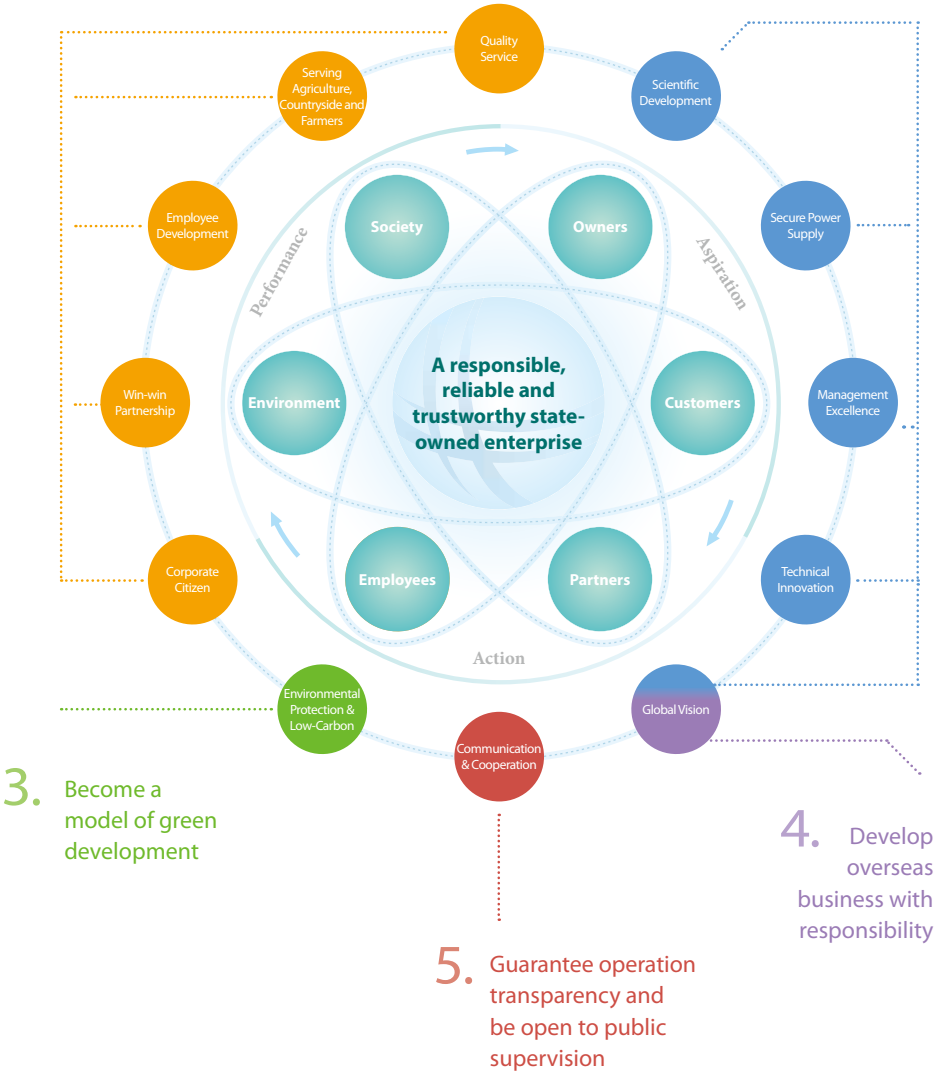 Quality
Service
Serving
Agriculture,
Countryside and
Farmers
Scientific
Development
Employee
Development
Society
Owners
Secure Power
Supply
Performance
Aspiration
A responsible,
reliable and
trustworthy state-
owned enterprise
Win-win
Partnership
Environment
Customers
Management
Excellence
Corporate
Citizen
Employees
Partners
Technical
Innovation
Action
Environmental
Protection &
Low-Carbon
Communication
& Cooperation
Global Vision
3.
Become a
model of green
development
4.
Develop
overseas
business with
responsibility
5.
Guarantee operation
transparency and
be open to public
supervision